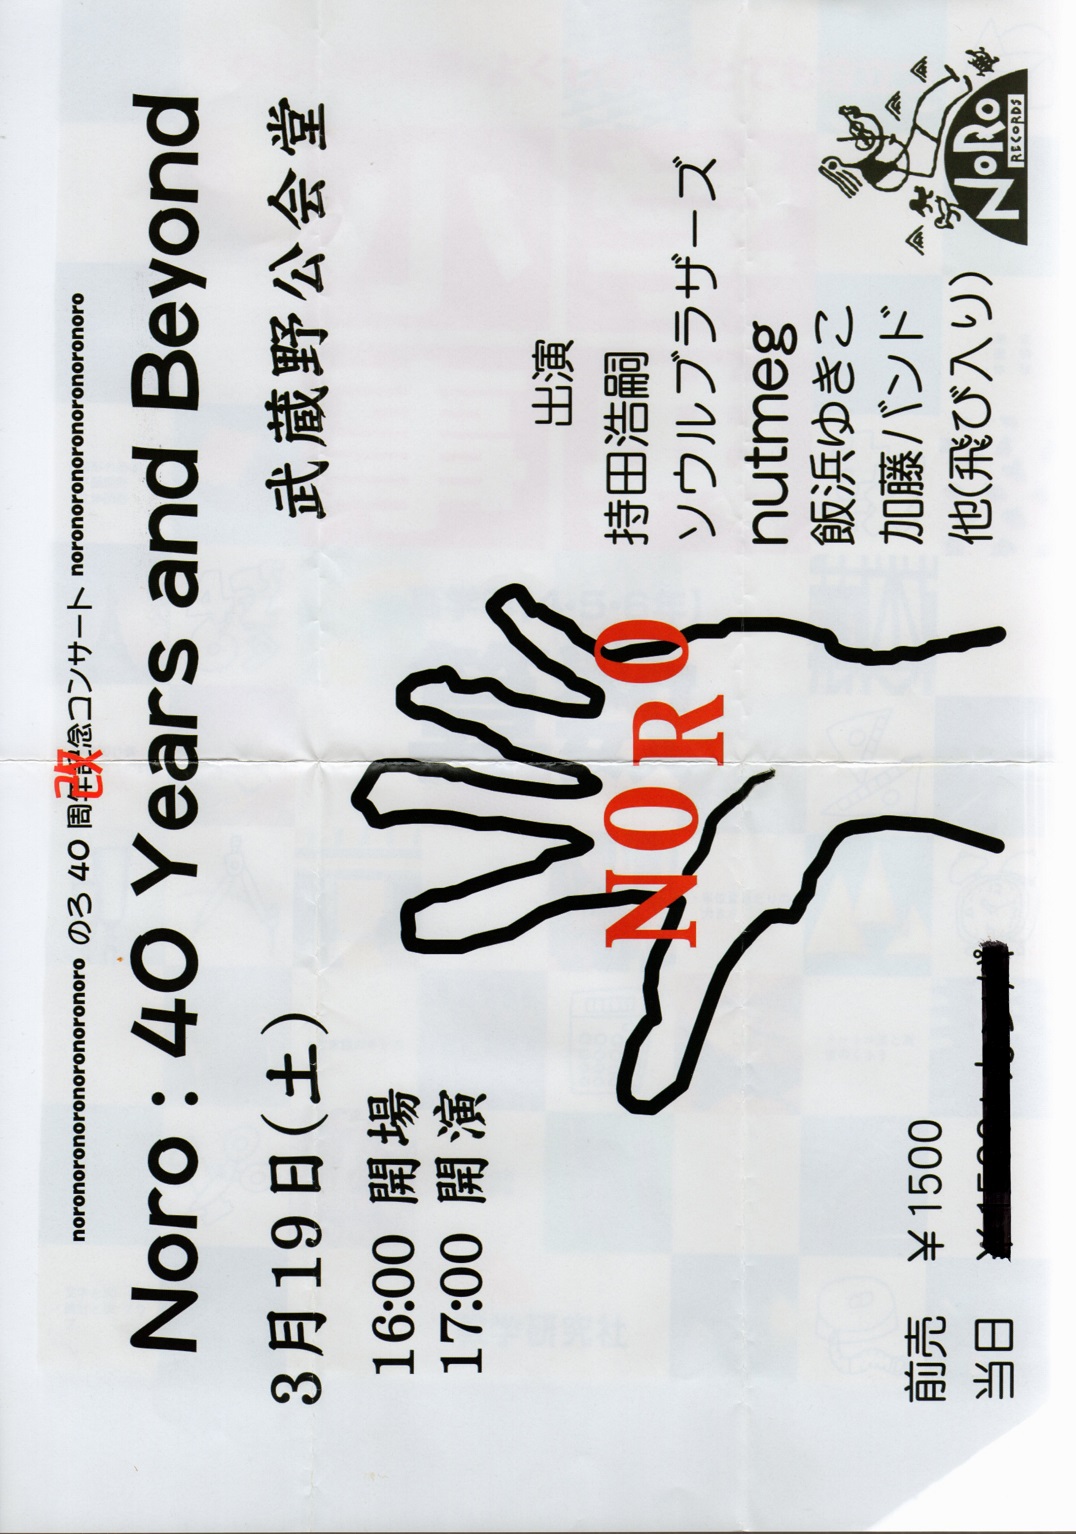 noronoronoronoronoronoro のろ 40 周年改記念コンサート noronoronoronoronoronoronoro
Noro : 40 Years and Beyond
3月19日(土) 武蔵野公会堂
16:00 開場
17:00 開演
NORO
出演
持田浩嗣
ソウルブラザーズ
nutmeg
飯浜ゆきこ
加藤バンド
他(飛び入り)
前売 ¥1500
当日
NORO
RECORDS